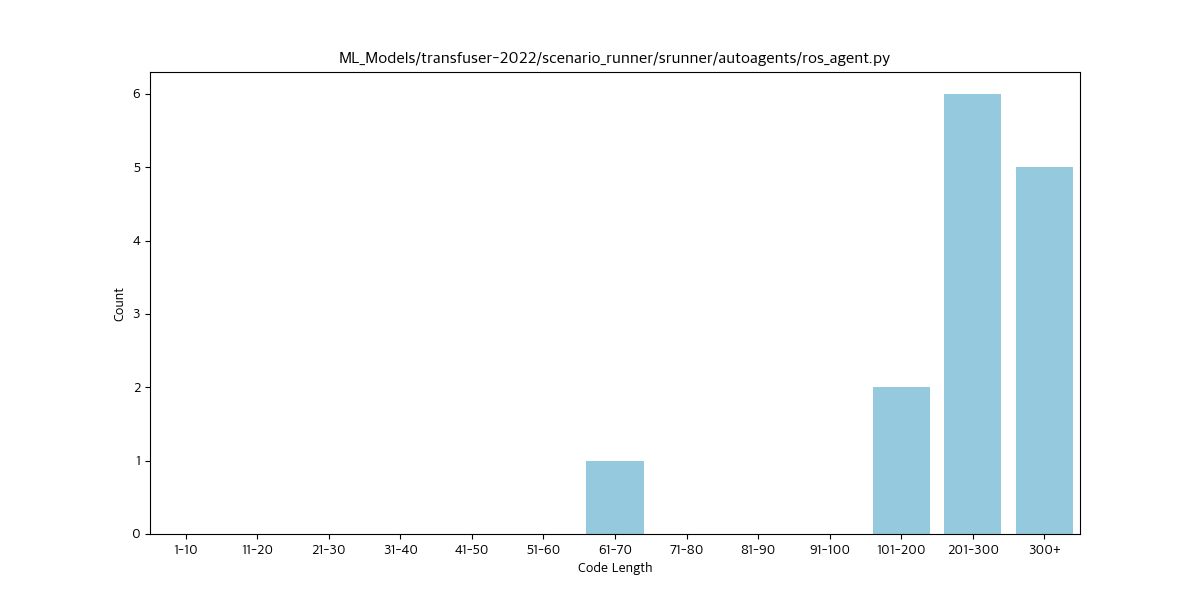 ML_Models/transfuser-2022/scenario_runner/srunner/autoagents/ros_agent.py
6
5
4
3
2
1
0
Count
1-10 11-20 21-30 31-40 41-50 51-60 61-70 71-80 81-90 91-100 101-200 201-300 300+
Code Length